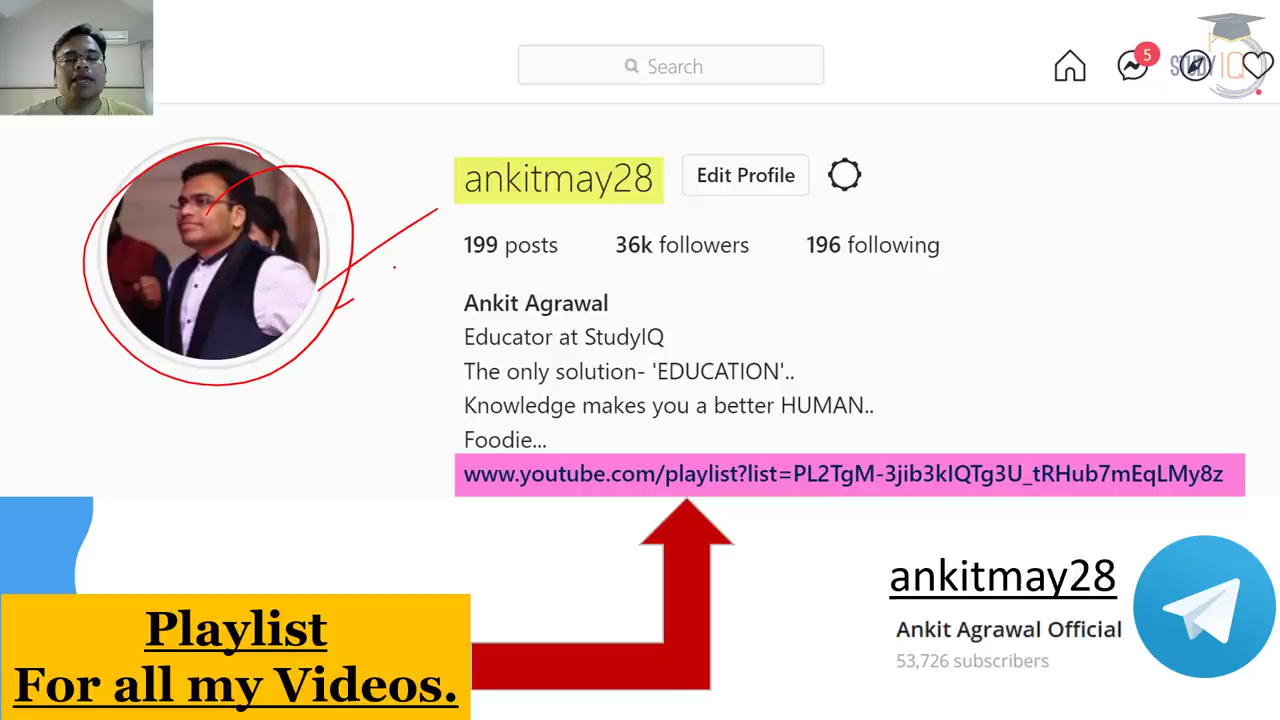 Search
5
STUDY IQ
ankitmay28
Edit Profile
199 posts 36k followers 196 following
Ankit Agrawal
Educator at StudyIQ
The only solution- 'EDUCATION'..
Knowledge makes you a better HUMAN..
Foodie...
www.youtube.com/playlist?list=PL2TgM-3jib3kIQTg3U_tRHub7mEqLMy8z
Playlist
For all my Videos.
ankitmay28
Ankit Agrawal Official
53,726 subscribers